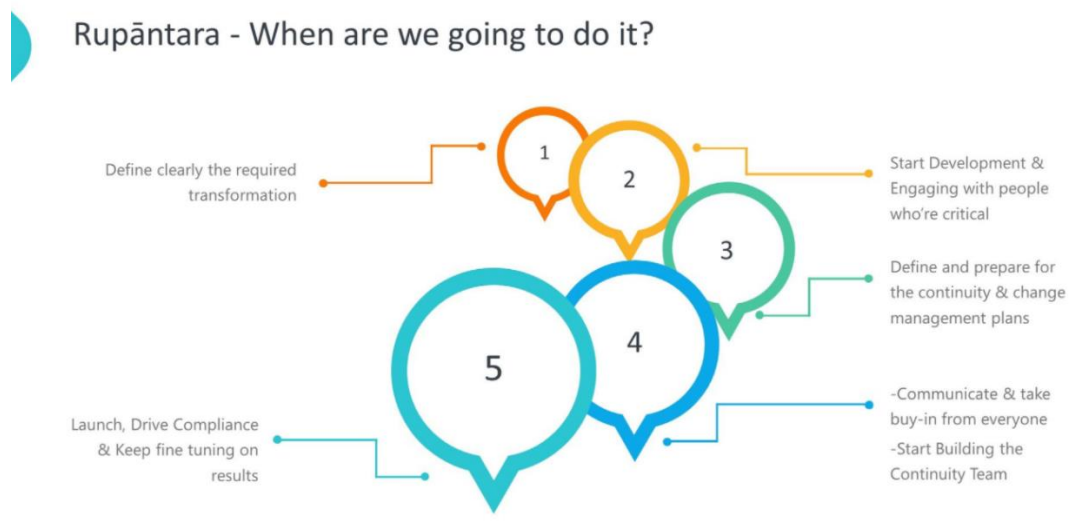 Rupāntara - When are we going to do it?
1
Define clearly the required
transformation
2
Start Development &
Engaging with people
who're critical
3
Define and prepare for
the continuity & change
management plans
4
-Communicate & take
buy-in from everyone
-Start Building the
Continuity Team
5
Launch, Drive Compliance
& Keep fine tuning on
results